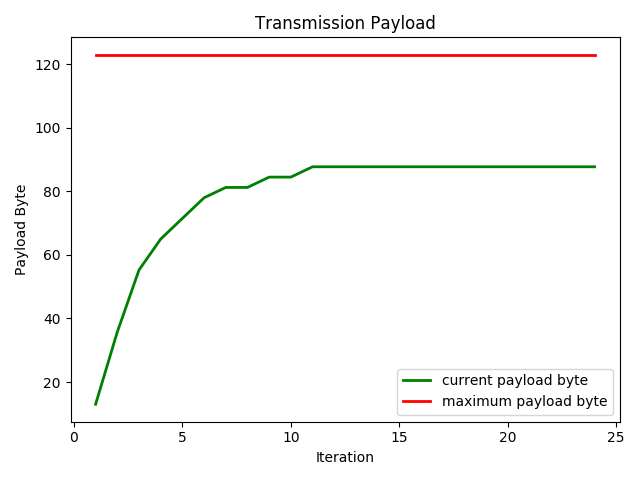 Transmission Payload
120
100
80
60
40
20
Payload Byte
current payload byte
maximum payload byte
0 5 10 15 20 25
Iteration